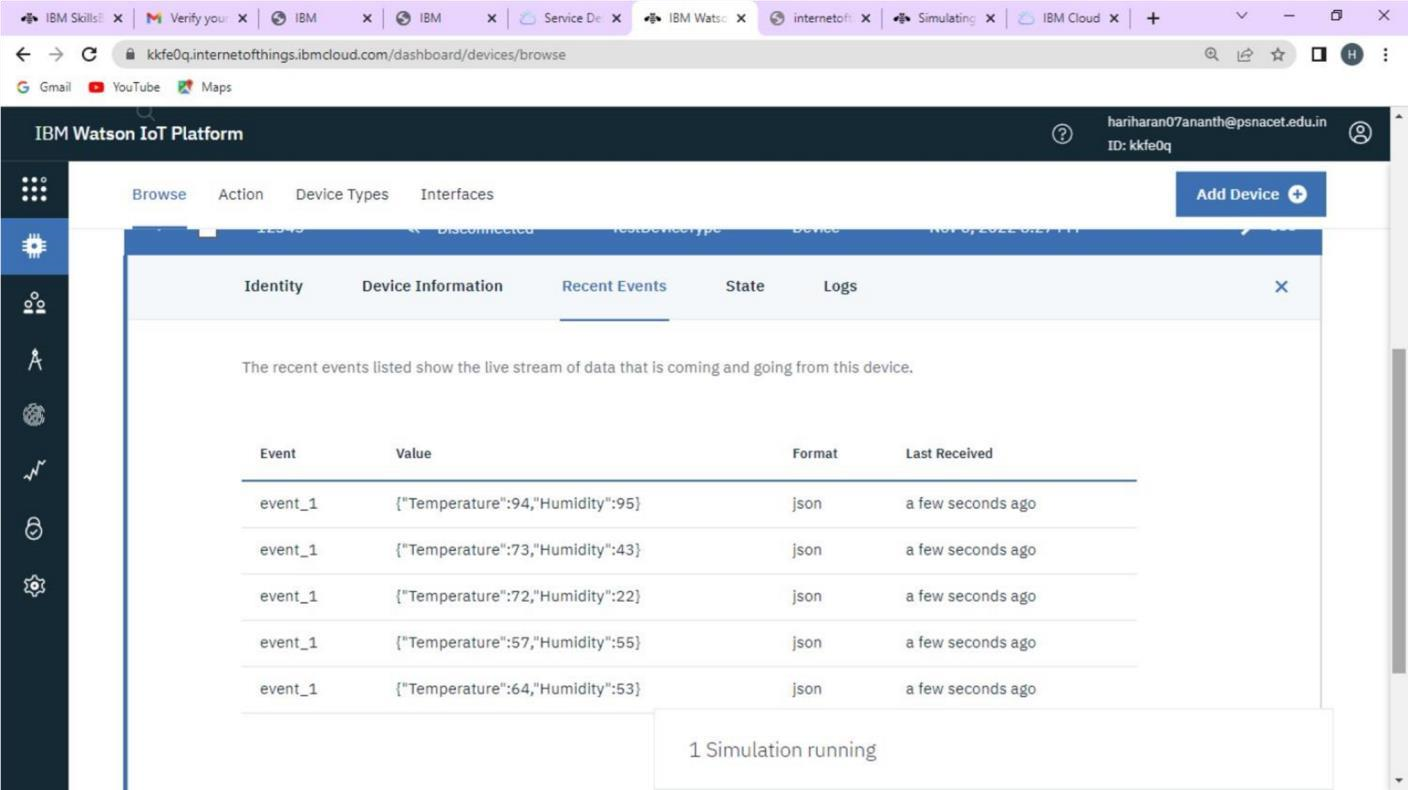 IBM SkillsB
Verify your
IBM
IBM
Service De
IBM Watso
internetoft
Simulating
IBM Cloud
kkfe0q.internetofthings.ibmcloud.com/dashboard/devices/browse
H
Gmail YouTube Maps
IBM Watson IoT Platform
hariharan07ananth@psnacet.edu.in
ID: kkfe0q
Browse Action Device Types Interfaces
Add Device
12345 Disconnected TestDeviceType Device
Identity Device Information Recent Events State Logs
The recent events listed show the live stream of data that is coming and going from this device.
Event Value Format Last Received
event_1 {"Temperature":94,"Humidity":95} json a few seconds ago
event_1 {"Temperature":73,"Humidity":43} json a few seconds ago
event_1 {"Temperature":72,"Humidity":22} json a few seconds ago
event_1 {"Temperature":57,"Humidity":55} json a few seconds ago
event_1 {"Temperature":64,"Humidity":53} json a few seconds ago
1 Simulation running